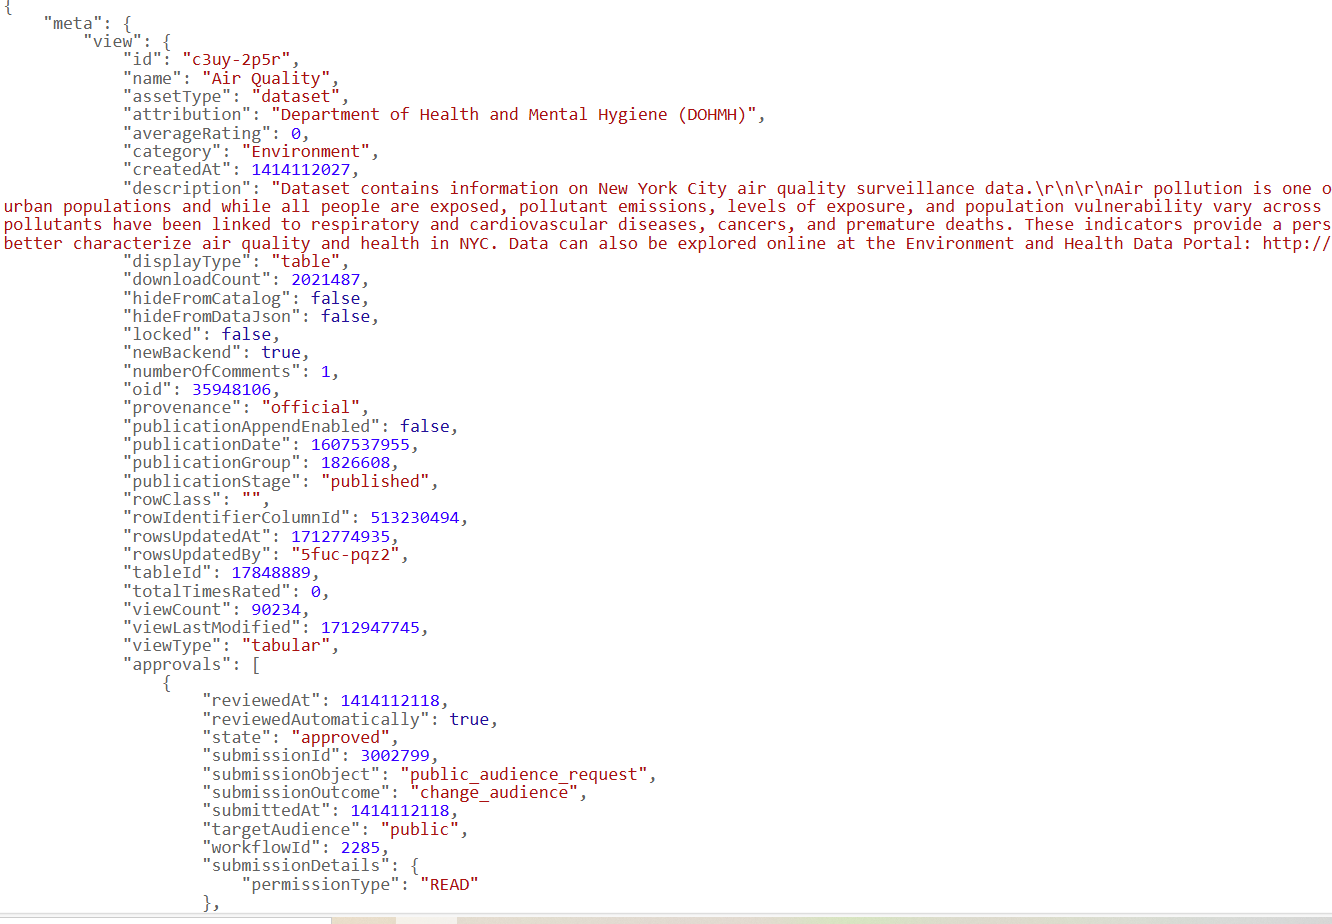 {
"meta": {
"view": {
"id": "c3uy-2p5r",
"name": "Air Quality",
"assetType": "dataset",
"attribution": "Department of Health and Mental Hygiene (DOHMH)",
"averageRating": 0,
"category": "Environment",
"createdAt": 1414112027,
"description": "Dataset contains information on New York City air quality surveillance data.\r\n\r\nAir pollution is one o
urban populations and while all people are exposed, pollutant emissions, levels of exposure, and population vulnerability vary across
pollutants have been linked to respiratory and cardiovascular diseases, cancers, and premature deaths. These indicators provide a pers
better characterize air quality and health in NYC. Data can also be explored online at the Environment and Health Data Portal: http://
"displayType": "table",
"downloadCount": 2021487,
"hideFromCatalog": false,
"hideFromDataJson": false,
"locked": false,
"newBackend": true,
"numberOfComments": 1,
"oid": 35948106,
"provenance": "official",
"publicationAppendEnabled": false,
"publicationDate": 1607537955,
"publicationGroup": 1826608,
"publicationStage": "published",
"rowClass": "",
"rowIdentifierColumnId": 513230494,
"rowsUpdatedAt": 1712774935,
"rowsUpdatedBy": "5fuc-pqz2",
"tableId": 17848889,
"totalTimesRated": 0,
"viewCount": 90234,
"viewLastModified": 1712947745,
"viewType": "tabular",
"approvals": [
{
"reviewedAt": 1414112118,
"reviewedAutomatically": true,
"state": "approved",
"submissionId": 3002799,
"submissionObject": "public_audience_request",
"submissionOutcome": "change_audience",
"submittedAt": 1414112118,
"targetAudience": "public",
"workflowId": 2285,
"submissionDetails": {
"permissionType": "READ"
},